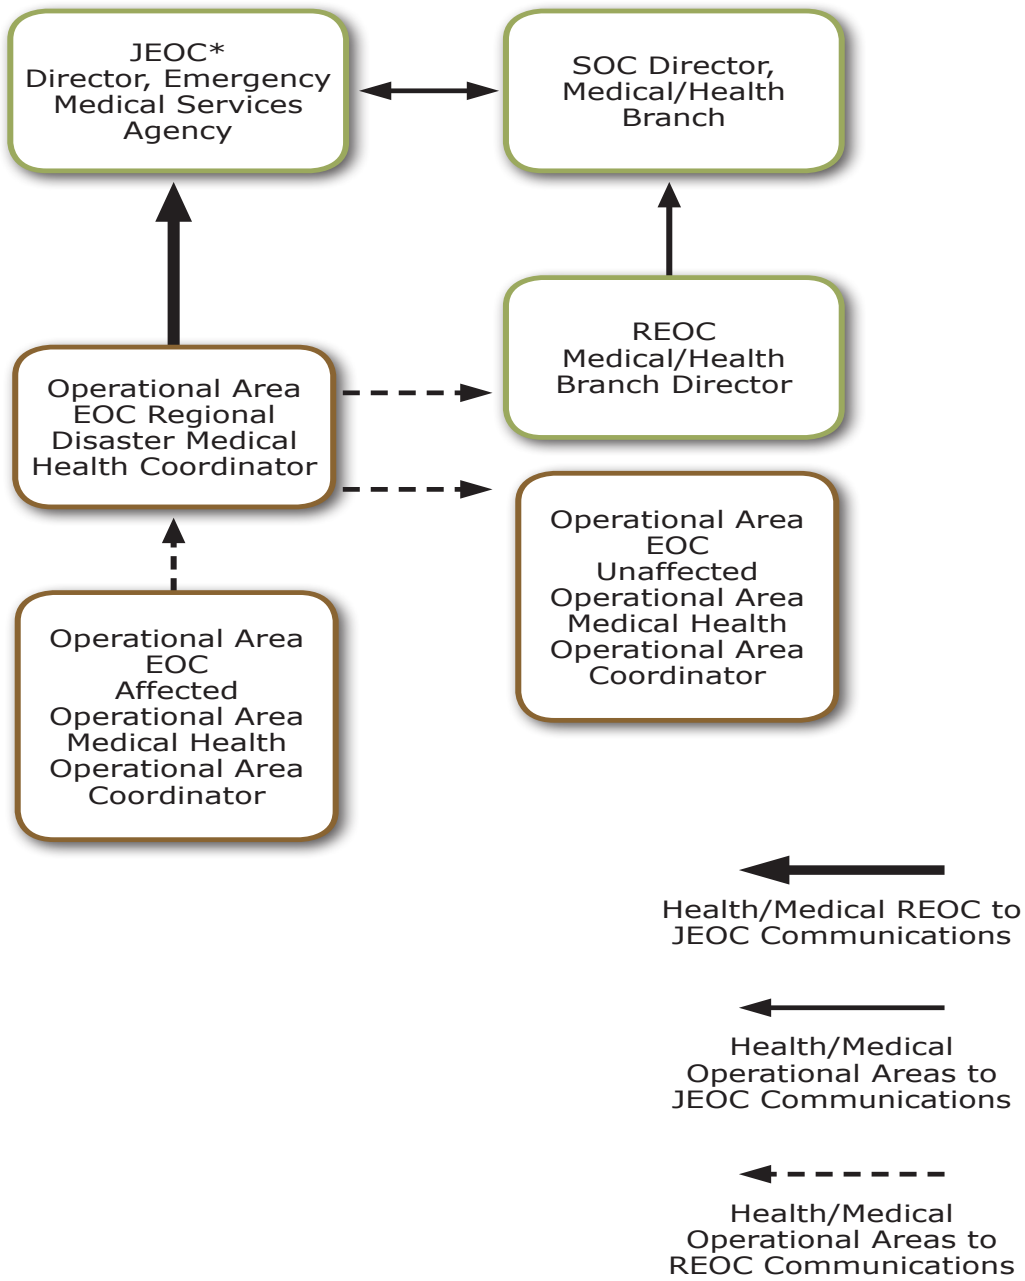 JEOC*
Director, Emergency
Medical Services
Agency
SOC Director,
Medical/Health
Branch
REOC
Medical/Health
Branch Director
Operational Area
EOC Regional
Disaster Medical
Health Coordinator
Operational Area
EOC
Unaffected
Operational Area
Medical Health
Operational Area
Coordinator
Operational Area
EOC
Affected
Operational Area
Medical Health
Operational Area
Coordinator
Health/Medical REOC to
JEOC Communications
Health/Medical
Operational Areas to
JEOC Communications
Health/Medical
Operational Areas to
REOC Communications